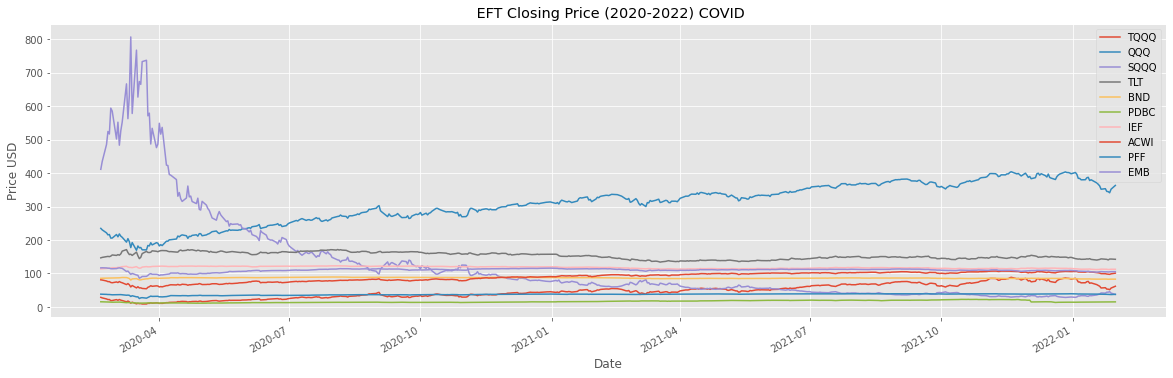 EFT Closing Price (2020-2022) COVID
Price USD
800
700
600
500
400
300
200
100
0
TQQQ
QQQ
SQQQ
TLT
BND
PDBC
IEF
ACWI
PFF
EMB
2020-04
2020-07
2020-10
2021-01
2021-04
2021-07
2021-10
2022-01
Date